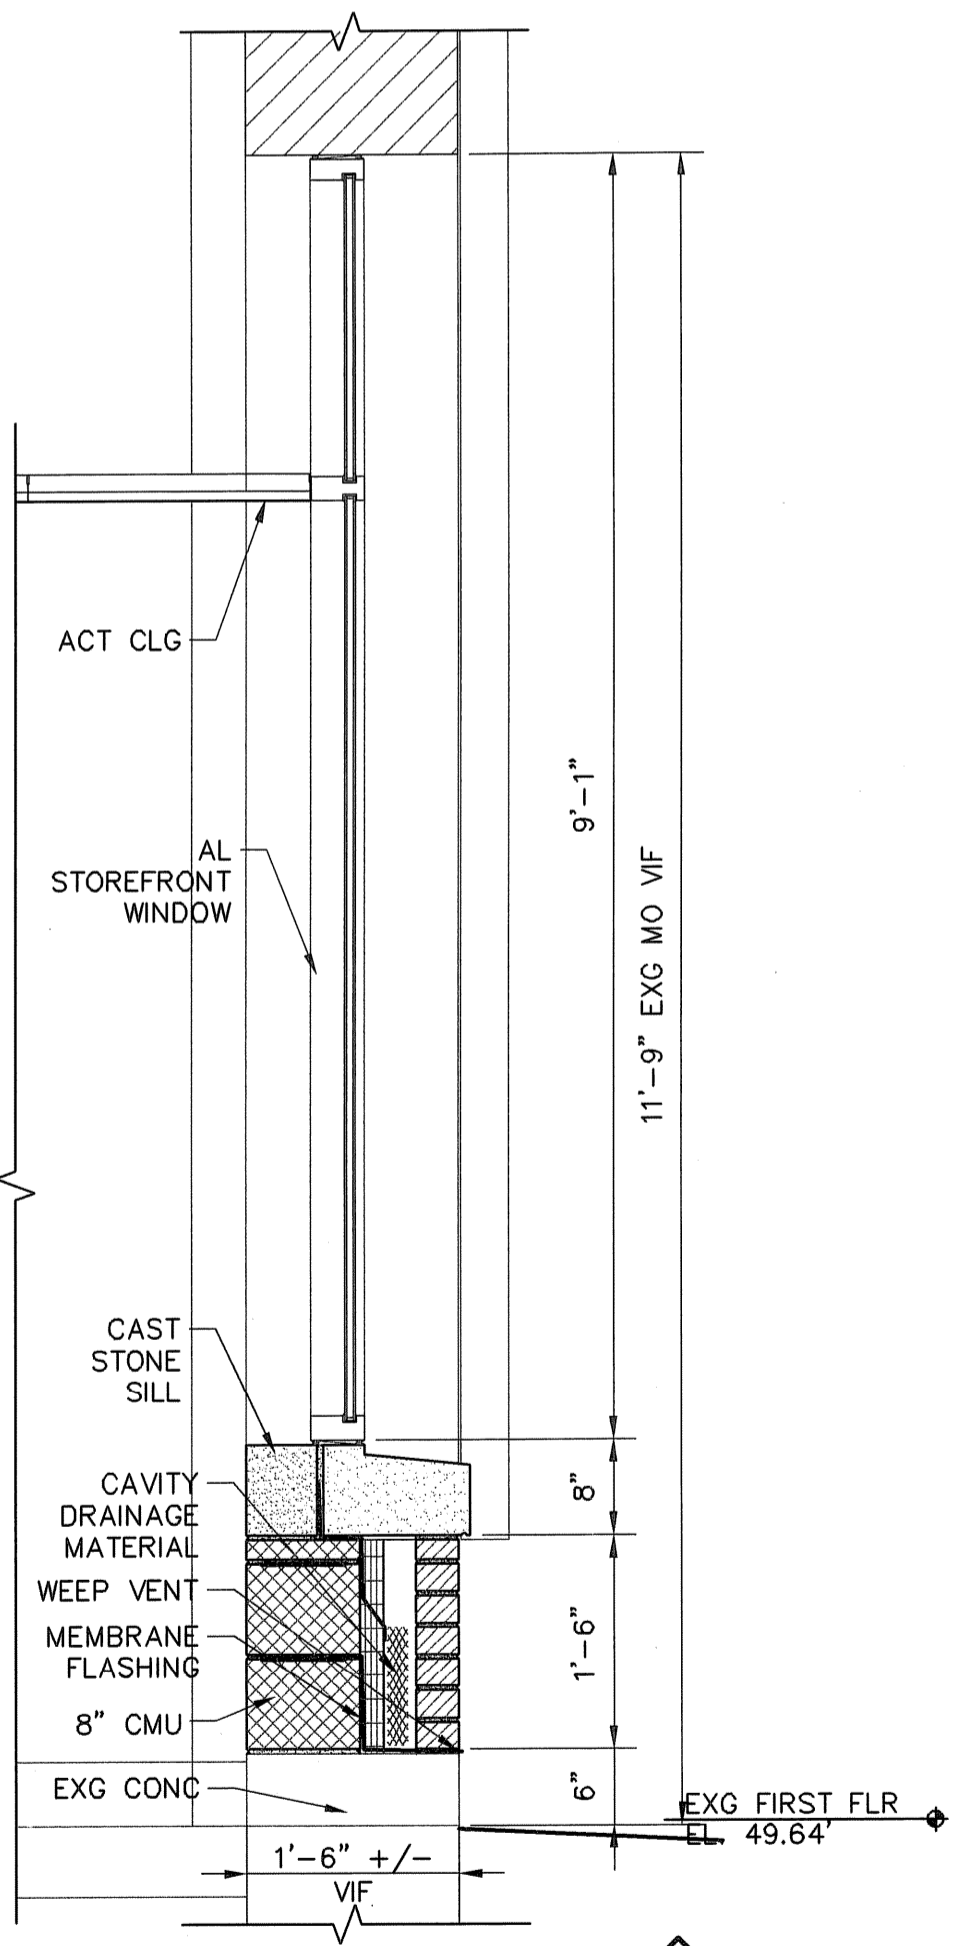 ACT CLG
9'-1"
AL
STOREFRONT
WINDOW
11'-9" EXG MO VIF
CAST
STONE
SILL
8"
CAVITY
DRAINAGE
MATERIAL
WEEP VENT
MEMBRANE
FLASHING
1'-6"
8" CMU
EXG CONC
6"
EXG FIRST FLR
EL 49.64'
1'-6" +/-
VIF